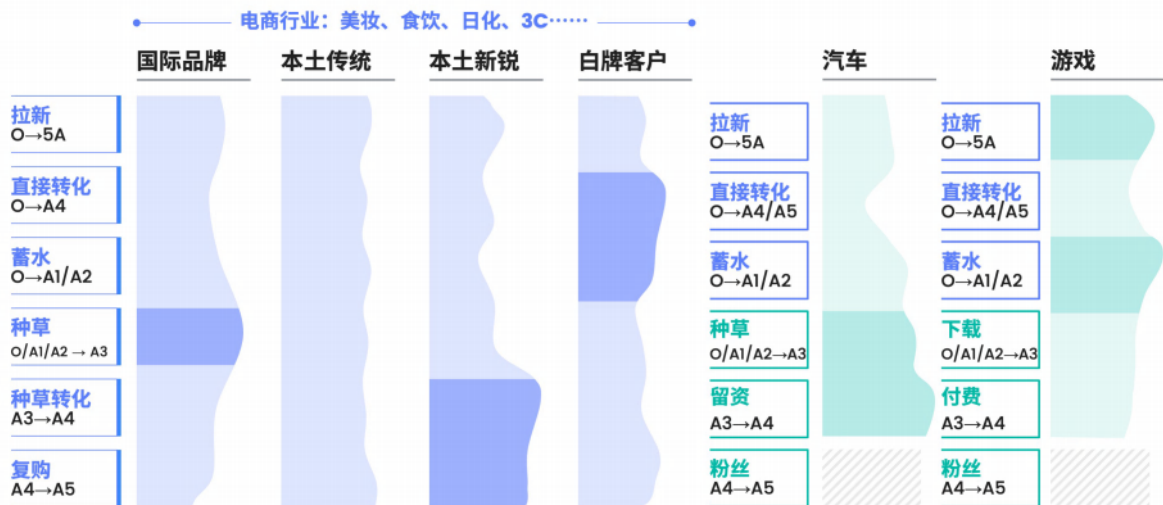 电商行业：美妆、食饮、日化、3C……
国际品牌
本土传统
本土新锐
白牌客户
汽车
游戏
拉新
O→5A
直接转化
O→A4
蓄水
O→A1/A2
种草
O/A1/A2 → A3
种草转化
A3→A4
复购
A4→A5
拉新
O→5A
直接转化
O→A4/A5
蓄水
O→A1/A2
种草
O/A1/A2→A3
留资
A3→A4
粉丝
A4→A5
拉新
O→5A
直接转化
O→A4/A5
蓄水
O→A1/A2
下载
O/A1/A2→A3
付费
A3→A4
粉丝
A4→A5